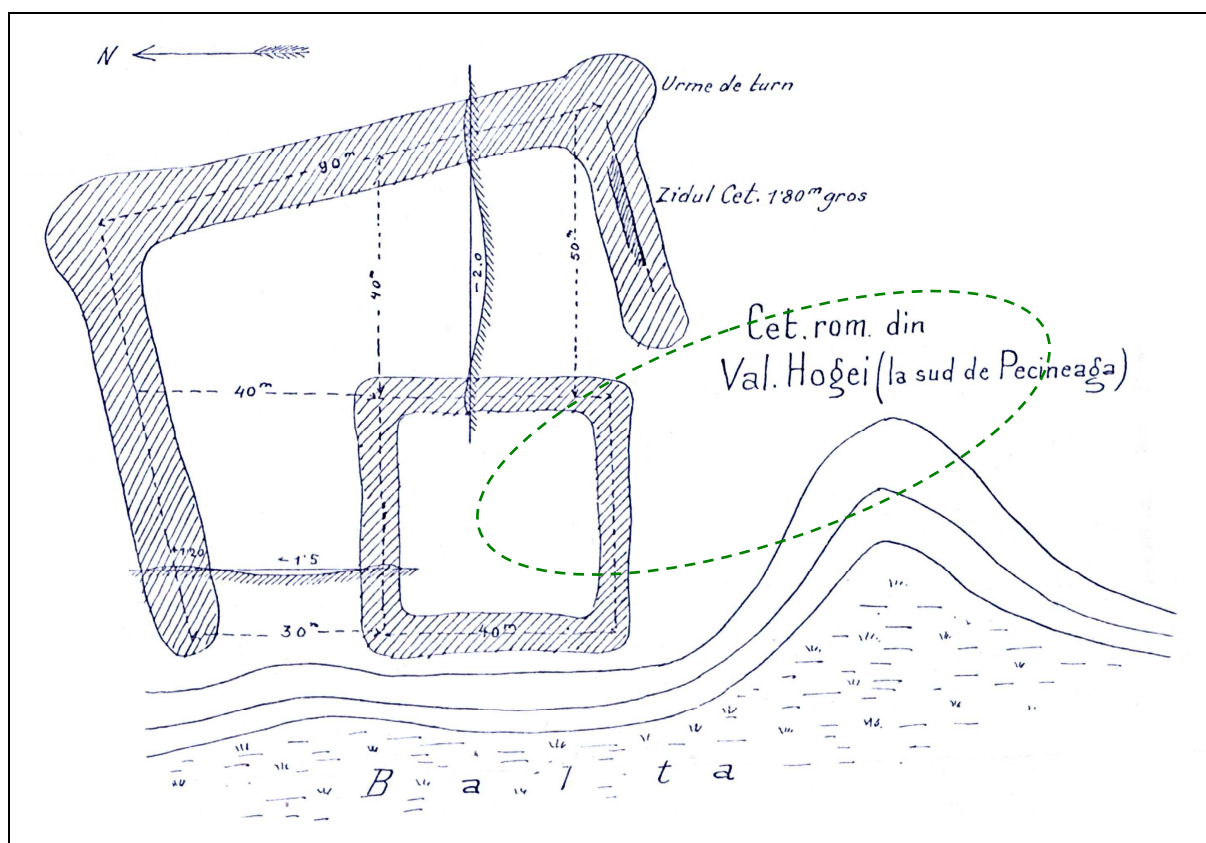 N
Urme de turn
90ᵐ
Zidul Cet. 1'80ᵐ gros
40ᵐ
- 2.0
50ᵐ
Cet. rom. din
Val. Hogei (la sud de Pecineaga)
40ᵐ
+1'20
- 1'5
30ᵐ
40ᵐ
Balta